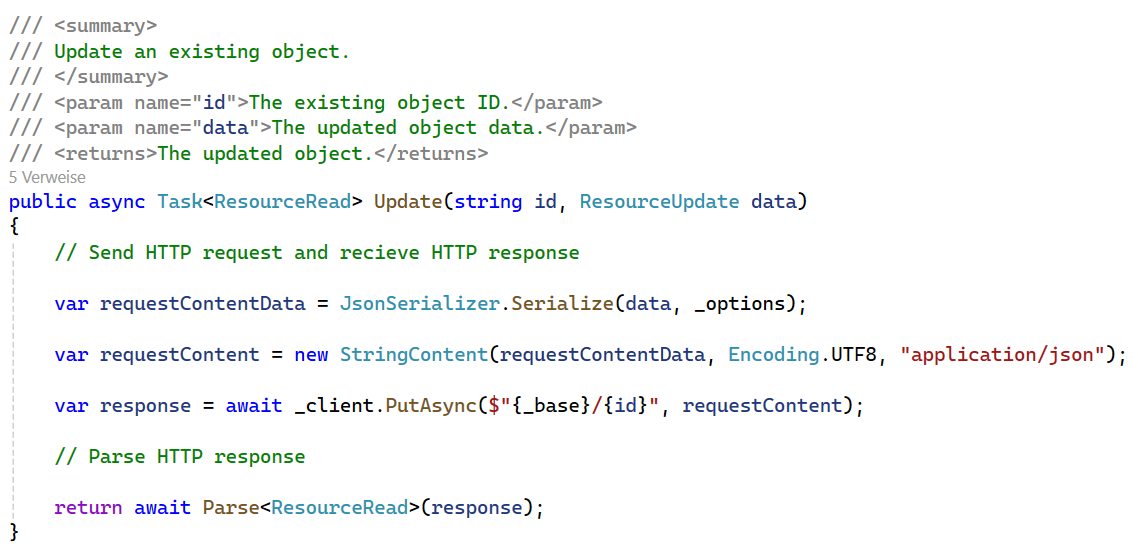 /// <summary>
/// Update an existing object.
/// </summary>
/// <param name="id">The existing object ID.</param>
/// <param name="data">The updated object data.</param>
/// <returns>The updated object.</returns>
5 Verweise
public async Task<ResourceRead> Update(string id, ResourceUpdate data)
{
    // Send HTTP request and recieve HTTP response
    var requestContentData = JsonSerializer.Serialize(data, _options);
    var requestContent = new StringContent(requestContentData, Encoding.UTF8, "application/json");
    var response = await _client.PutAsync($"{_base}/{id}", requestContent);
    // Parse HTTP response
    return await Parse<ResourceRead>(response);
}